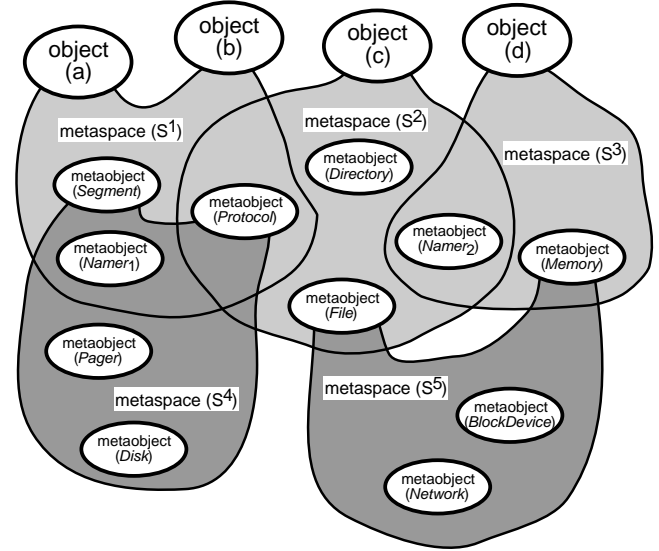 object
(a)
object
(b)
object
(c)
object
(d)
metaspace (S¹)
metaspace (S²)
metaspace (S³)
metaobject
(Segment)
metaobject
(Protocol)
metaobject
(Directory)
metaobject
(Namer₁)
metaobject
(Namer₂)
metaobject
(Memory)
metaobject
(File)
metaobject
(Pager)
metaspace (S⁴)
metaspace (S⁵)
metaobject
(BlockDevice)
metaobject
(Disk)
metaobject
(Network)